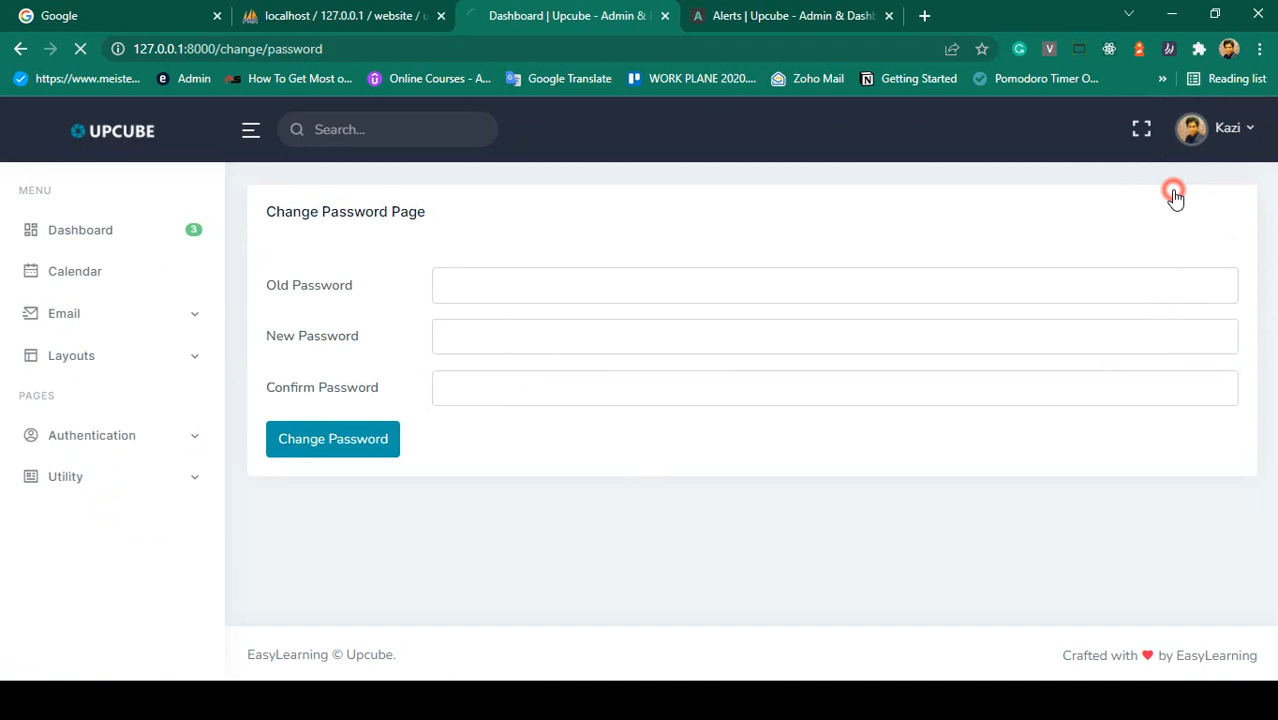 Google
localhost / 127.0.0.1 / website / u
Dashboard | Upcube - Admin &
Alerts | Upcube - Admin & Dashb
127.0.0.1:8000/change/password
https://www.meiste...
Admin
How To Get Most o...
Online Courses - A...
Google Translate
WORK PLANE 2020....
Zoho Mail
Getting Started
Pomodoro Timer O...
»
Reading list
UPCUBE
Search...
Kazi
MENU
Dashboard
3
Calendar
Email
Layouts
PAGES
Authentication
Utility
Change Password Page
Old Password
New Password
Confirm Password
Change Password
EasyLearning © Upcube.
Crafted with ❤ by EasyLearning